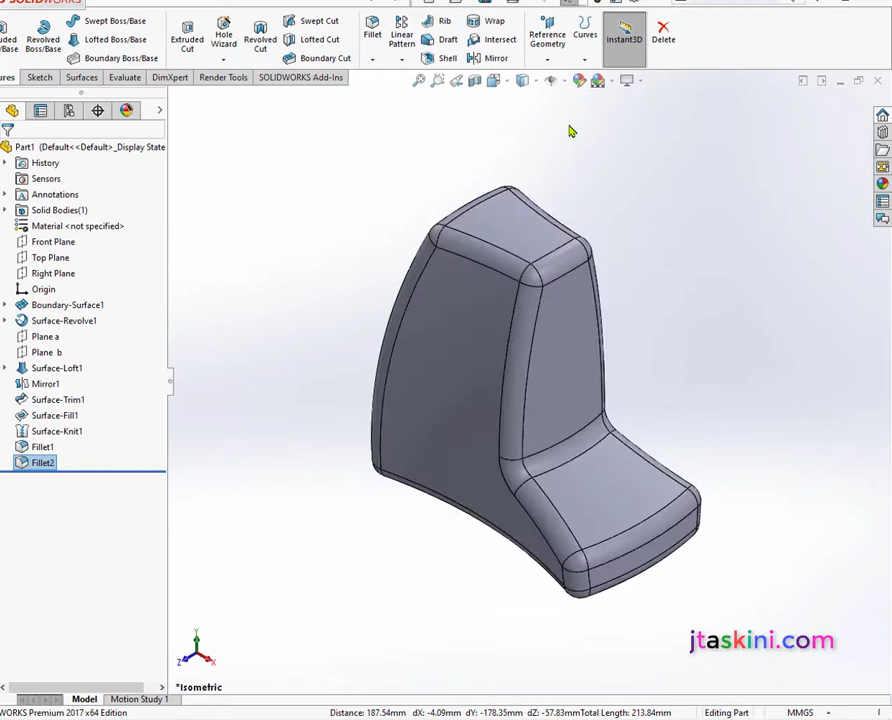 Swept Boss/Base
Rib
Wrap
Swept Cut
Revolved Boss/Base
Lofted Boss/Base
Extruded Cut
Hole Wizard
Revolved Cut
Lofted Cut
Fillet
Linear Pattern
Draft
Intersect
Reference Geometry
Curves
Instant3D
Delete
Boundary Boss/Base
Boundary Cut
Shell
Mirror
Sketch
Surfaces
Evaluate
DimXpert
Render Tools
SOLIDWORKS Add-Ins
Part1 (Default<<Default>_Display State
History
Sensors
Annotations
Solid Bodies(1)
Material <not specified>
Front Plane
Top Plane
Right Plane
Origin
Boundary-Surface1
Surface-Revolve1
Plane a
Plane b
Surface-Loft1
Mirror1
Surface-Trim1
Surface-Fill1
Surface-Knit1
Fillet1
Fillet2
jtaskini.com
Y
Z
X
*Isometric
Model
Motion Study 1
WORKS Premium 2017 x64 Edition
Distance: 187.54mm dX: -4.09mm dY: -178.35mm dZ: -57.83mm Total Length: 213.84mm
Editing Part
MMGS